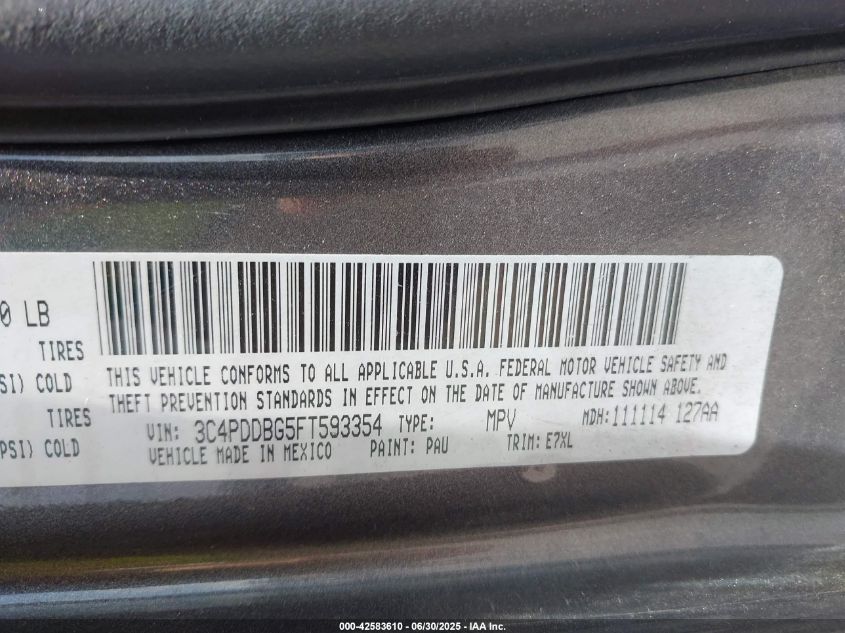 0 LB
TIRES
SI) COLD
TIRES
PSI) COLD
THIS VEHICLE CONFORMS TO ALL APPLICABLE U.S.A. FEDERAL MOTOR VEHICLE SAFETY AND
THEFT PREVENTION STANDARDS IN EFFECT ON THE DATE OF MANUFACTURE SHOWN ABOVE.
VIN: 3C4PDDBG5FT593354 TYPE: MPV MDH:111114 127AA
VEHICLE MADE IN MEXICO PAINT: PAU TRIM: E7XL
000-42583610 - 06/30/2025 - IAA Inc.